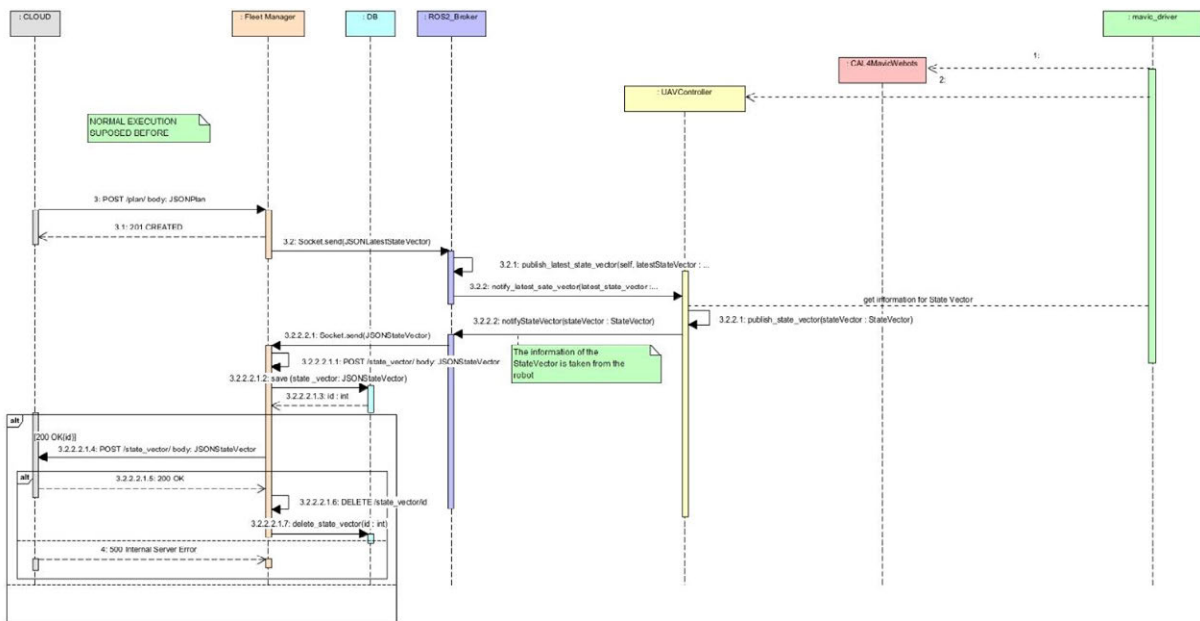 : CLOUD
: Fleet Manager
: DB
: ROS2_Broker
: mavic_driver
1:
: CAL4MavicWebots
2:
: UAVController
NORMAL EXECUTION
SUPOSED BEFORE
3: POST /plan/ body: JSONPlan
3.1: 201 CREATED
3.2: Socket.send(JSONLatestStateVector)
3.2.1: publish_latest_state_vector(self, latestStateVector : ...
3.2.2: notify_latest_sate_vector(latest_state_vector :...
get information for State Vector
3.2.2.1: publish_state_vector(stateVector : StateVector)
3.2.2.2: notifyStateVector(stateVector : StateVector)
3.2.2.2.1: Socket.send(JSONStateVector)
The information of the
StateVector is taken from the
robot
3.2.2.2.1.1: POST /state_vector/ body: JSONStateVector
3.2.2.2.1.2: save (state_vector: JSONStateVector)
3.2.2.2.1.3: id : int
alt
[200 OK(id)]
3.2.2.2.1.4: POST /state_vector/ body: JSONStateVector
alt
3.2.2.2.1.5: 200 OK
3.2.2.2.1.6: DELETE /state_vector/id
3.2.2.2.1.7: delete_state_vector(id : int)
4: 500 Internal Server Error